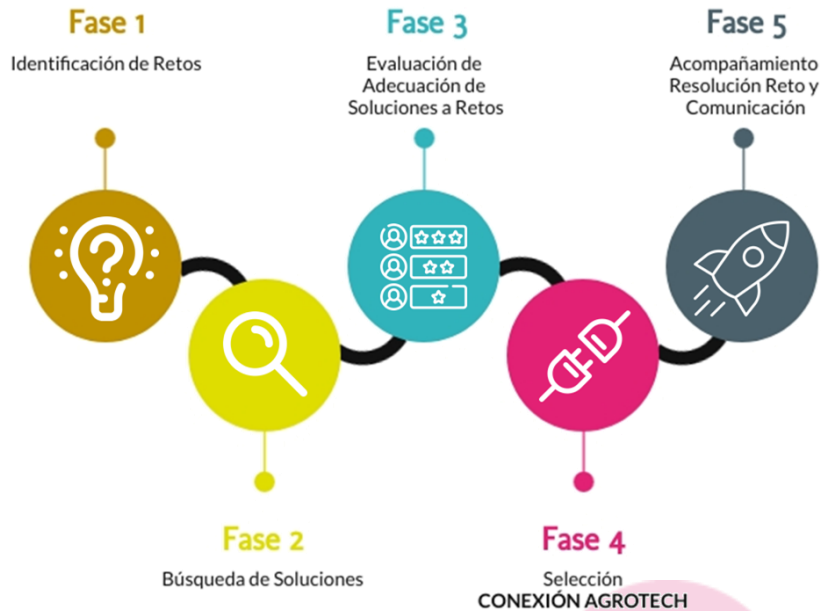 Fase 1
Identificación de Retos
Fase 2
Búsqueda de Soluciones
Fase 3
Evaluación de
Adecuación de
Soluciones a Retos
Fase 4
Selección
CONEXIÓN AGROTECH
Fase 5
Acompañamiento
Resolución Reto y
Comunicación